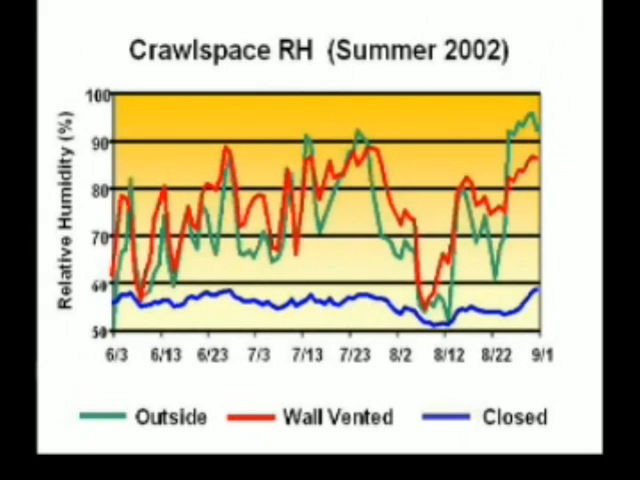 Crawlspace RH (Summer 2002)
Relative Humidity (%)
100
90
80
70
60
50
6/3 6/13 6/23 7/3 7/13 7/23 8/2 8/12 8/22 9/1
Outside Wall Vented Closed